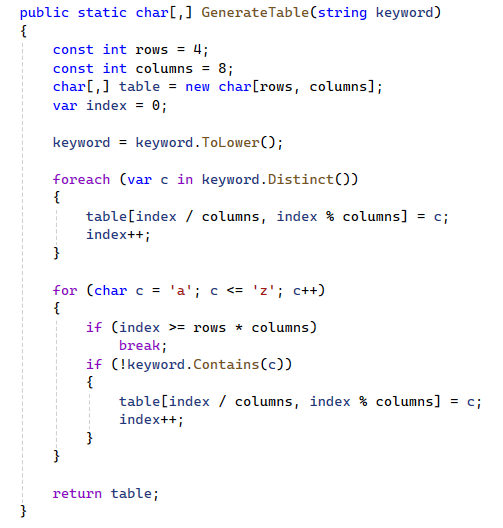 public static char[,] GenerateTable(string keyword)
{
    const int rows = 4;
    const int columns = 8;
    char[,] table = new char[rows, columns];
    var index = 0;

    keyword = keyword.ToLower();

    foreach (var c in keyword.Distinct())
    {
        table[index / columns, index % columns] = c;
        index++;
    }

    for (char c = 'a'; c <= 'z'; c++)
    {
        if (index >= rows * columns)
            break;
        if (!keyword.Contains(c))
        {
            table[index / columns, index % columns] = c;
            index++;
        }
    }

    return table;
}